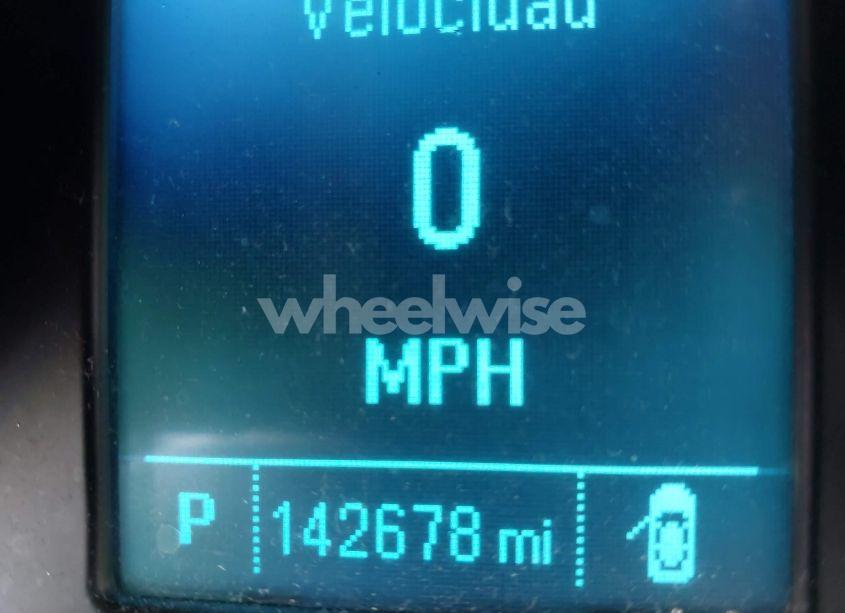 Velocidad
0
wheelwise
MPH
P 142678 mi